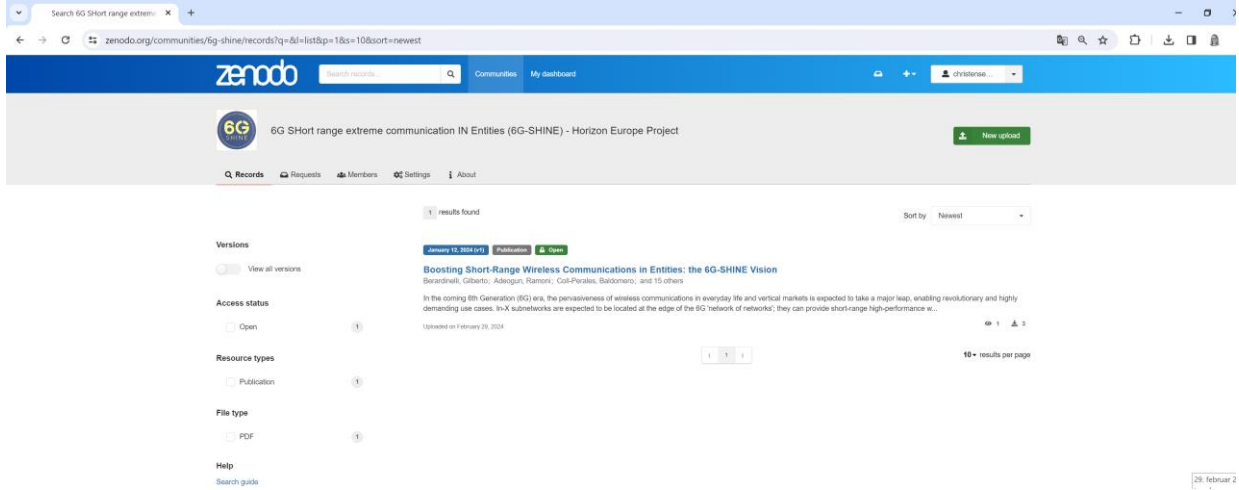 Search 6G SHort range extreme
zenodo.org/communities/6g-shine/records?q=&l=list&p=1&s=10&sort=newest
zenodo
Search records...
Communities
My dashboard
christense...
6G
SHINE
6G SHort range extreme communication IN Entities (6G-SHINE) - Horizon Europe Project
New upload
Records Requests Members Settings About
1 results found
Sort by Newest
Versions
View all versions
January 12, 2024 (v1) Publication Open
Boosting Short-Range Wireless Communications in Entities: the 6G-SHINE Vision
Berardinelli, Gilberto; Adeogun, Ramoni; Coll-Perales, Baldomero; and 15 others
In the coming 6th Generation (6G) era, the pervasiveness of wireless communications in everyday life and vertical markets is expected to take a major leap, enabling revolutionary and highly
demanding use cases. In-X subnetworks are expected to be located at the edge of the 6G 'network of networks'; they can provide short-range high-performance w...
Uploaded on February 29, 2024
1 3
Access status
Open 1
1
10 results per page
Resource types
Publication 1
File type
PDF 1
Help
Search guide
29. februar 2